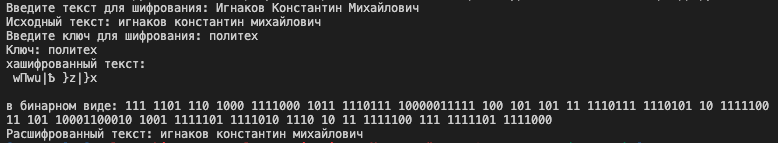 Введите текст для шифрования: Игнаков Константин Михайлович
Исходный текст: игнаков константин михайлович
Введите ключ для шифрования: политех
Ключ: политех
хашифрованный текст:
wПwu|Ѣ }z|}x
в бинарном виде: 111 1101 110 1000 1111000 1011 1110111 10000011111 100 101 101 11 1110111 1110101 10 1111100
11 101 10001100010 1001 1111101 1111010 1110 10 11 1111100 111 1111101 1111000
Расшифрованный текст: игнаков константин михайлович